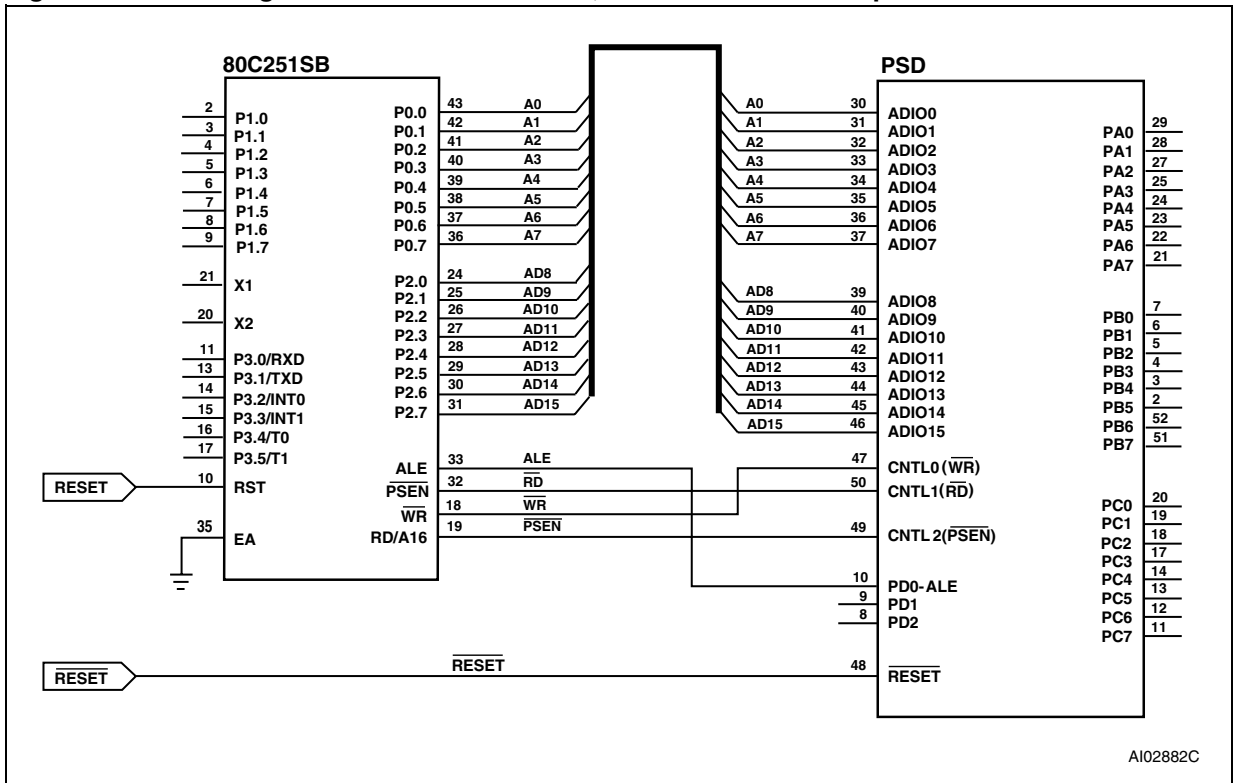 80C251SB
2 P1.0
3 P1.1
4 P1.2
5 P1.3
6 P1.4
7 P1.5
8 P1.6
9 P1.7
21 X1
20 X2
11 P3.0/RXD
13 P3.1/TXD
14 P3.2/INT0
15 P3.3/INT1
16 P3.4/T0
17 P3.5/T1
RESET 10 RST
35 EA
P0.0 43 A0
P0.1 42 A1
P0.2 41 A2
P0.3 40 A3
P0.4 39 A4
P0.5 38 A5
P0.6 37 A6
P0.7 36 A7
P2.0 24 AD8
P2.1 25 AD9
P2.2 26 AD10
P2.3 27 AD11
P2.4 28 AD12
P2.5 29 AD13
P2.6 30 AD14
P2.7 31 AD15
ALE 33 ALE
PSEN 32 RD
WR 18 WR
RD/A16 19 PSEN
PSD
A0 30 ADIO0
A1 31 ADIO1
A2 32 ADIO2
A3 33 ADIO3
A4 34 ADIO4
A5 35 ADIO5
A6 36 ADIO6
A7 37 ADIO7
AD8 39 ADIO8
AD9 40 ADIO9
AD10 41 ADIO10
AD11 42 ADIO11
AD12 43 ADIO12
AD13 44 ADIO13
AD14 45 ADIO14
AD15 46 ADIO15
47 CNTL0(WR)
50 CNTL1(RD)
49 CNTL 2(PSEN)
10 PD0-ALE
9 PD1
8 PD2
RESET RESET 48 RESET
PA0 29
PA1 28
PA2 27
PA3 25
PA4 24
PA5 23
PA6 22
PA7 21
PB0 7
PB1 6
PB2 5
PB3 4
PB4 3
PB5 2
PB6 52
PB7 51
PC0 20
PC1 19
PC2 18
PC3 17
PC4 14
PC5 13
PC6 12
PC7 11
AI02882C